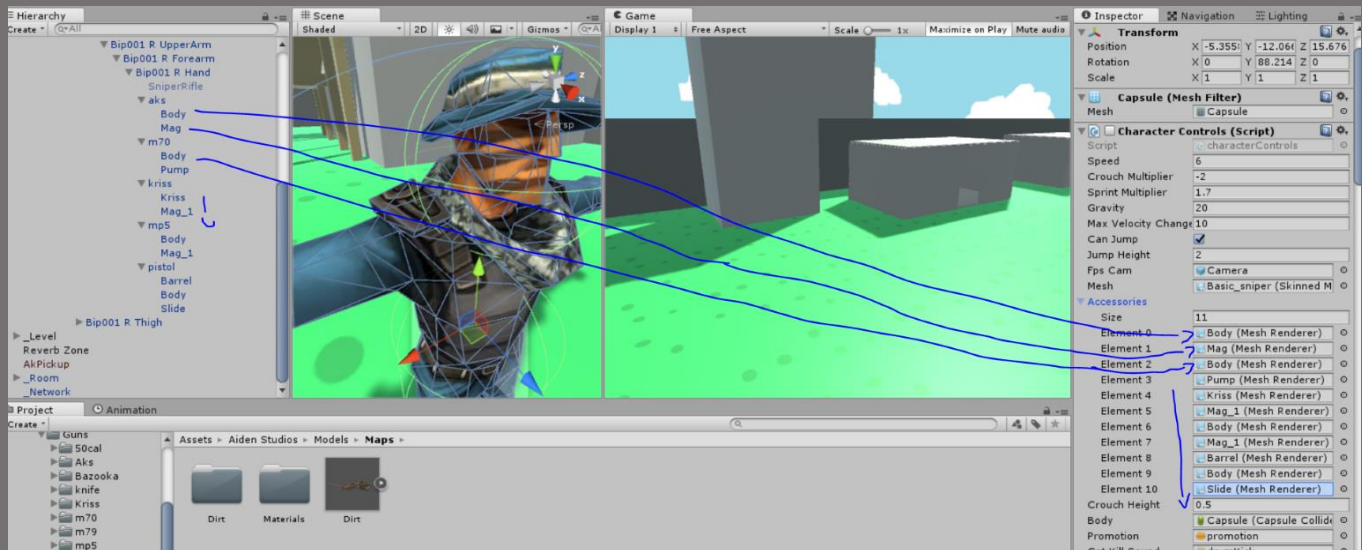 Hierarchy
Create
All
Bip001 R UpperArm
Bip001 R Forearm
Bip001 R Hand
SniperRifle
aks
Body
Mag
m70
Body
Pump
kriss
Kriss
Mag_1
mp5
Body
Mag_1
pistol
Barrel
Body
Slide
Bip001 R Thigh
_Level
Reverb Zone
AkPickup
_Room
_Network
Scene
Shaded
2D
Gizmos
y
z
x
Persp
Game
Display 1
Free Aspect
Scale
1x
Maximize on Play
Mute audio
Inspector
Navigation
Lighting
Transform
Position X -5.355 Y -12.066 Z 15.676
Rotation X 0 Y 88.214 Z 0
Scale X 1 Y 1 Z 1
Capsule (Mesh Filter)
Mesh Capsule
Character Controls (Script)
Script characterControls
Speed 6
Crouch Multiplier -2
Sprint Multiplier 1.7
Gravity 20
Max Velocity Change 10
Can Jump
Jump Height 2
Fps Cam Camera
Mesh Basic_sniper (Skinned M
Accessories
Size 11
Element 0 Body (Mesh Renderer)
Element 1 Mag (Mesh Renderer)
Element 2 Body (Mesh Renderer)
Element 3 Pump (Mesh Renderer)
Element 4 Kriss (Mesh Renderer)
Element 5 Mag_1 (Mesh Renderer)
Element 6 Body (Mesh Renderer)
Element 7 Mag_1 (Mesh Renderer)
Element 8 Barrel (Mesh Renderer)
Element 9 Body (Mesh Renderer)
Element 10 Slide (Mesh Renderer)
Crouch Height 0.5
Body Capsule (Capsule Collide
Promotion promotion
Project
Animation
Create
Guns
50cal
Aks
Bazooka
knife
Kriss
m70
m79
mp5
Assets Aiden Studios Models Maps
Dirt
Materials
Dirt